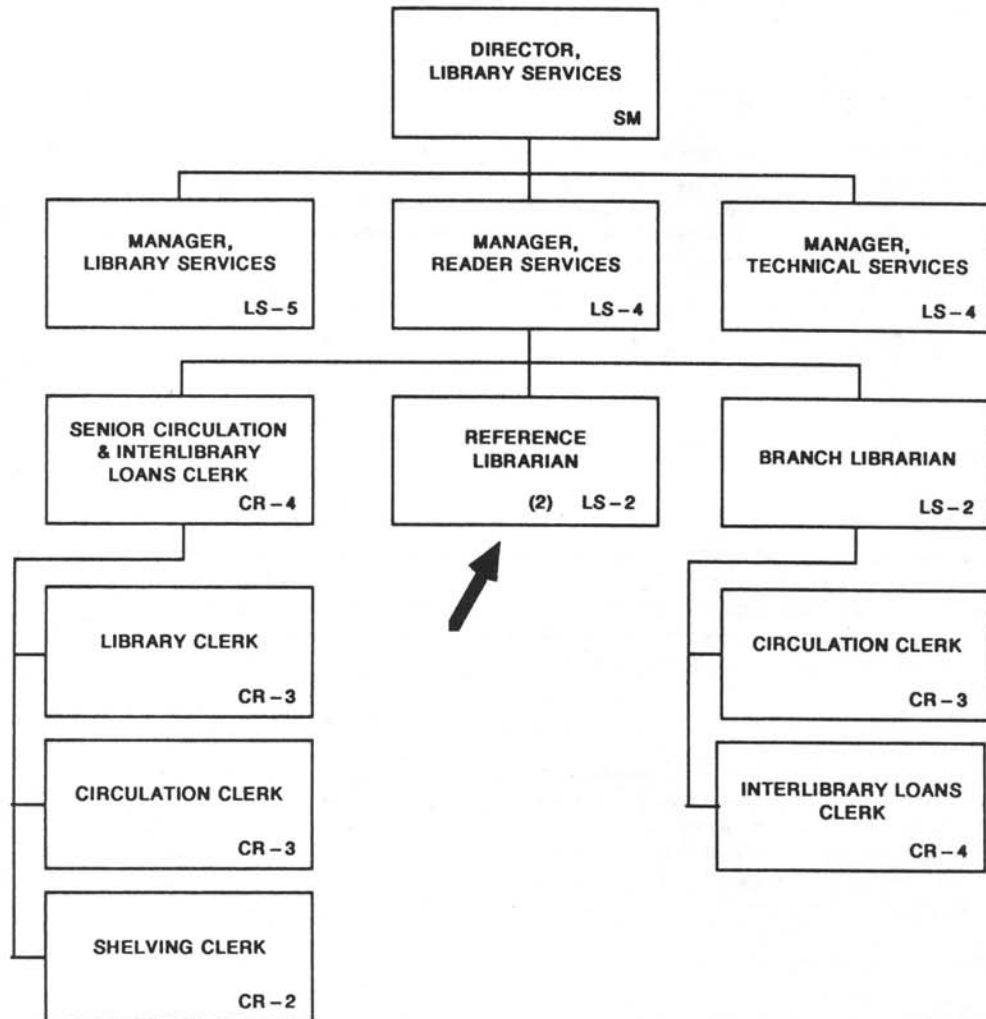 DIRECTOR,
LIBRARY SERVICES
SM
MANAGER,
LIBRARY SERVICES
LS-5
MANAGER,
READER SERVICES
LS-4
MANAGER,
TECHNICAL SERVICES
LS-4
SENIOR CIRCULATION
& INTERLIBRARY
LOANS CLERK
CR-4
REFERENCE
LIBRARIAN
(2) LS-2
BRANCH LIBRARIAN
LS-2
LIBRARY CLERK
CR-3
CIRCULATION CLERK
CR-3
SHELVING CLERK
CR-2
CIRCULATION CLERK
CR-3
INTERLIBRARY LOANS
CLERK
CR-4